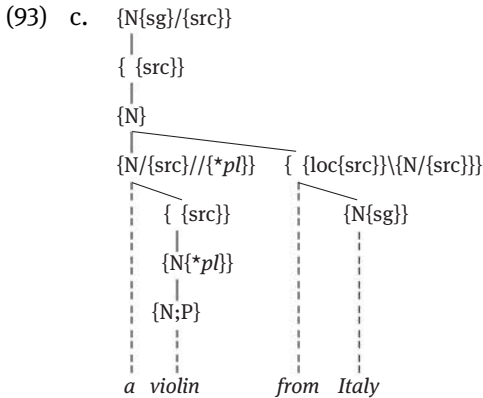 (93) c. {N{sg}/{src}}
{ {src}}
{N}
{N/{src}//{*pl}} { {loc{src}}\{N/{src}}}
{ {src}} {N{sg}}
{N{*pl}}
{N;P}
a violin from Italy